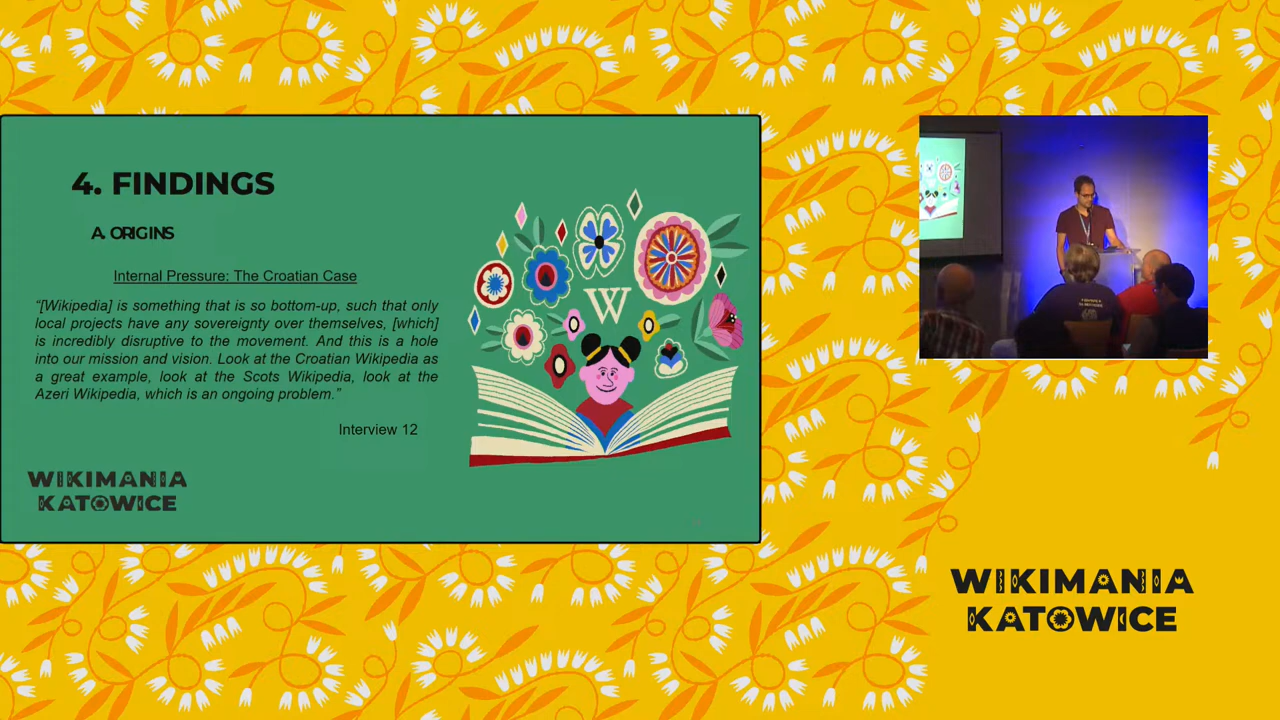 4. FINDINGS
A. ORIGINS
Internal Pressure: The Croatian Case
“[Wikipedia] is something that is so bottom-up, such that only
local projects have any sovereignty over themselves, [which]
is incredibly disruptive to the movement. And this is a hole
into our mission and vision. Look at the Croatian Wikipedia as
a great example, look at the Scots Wikipedia, look at the
Azeri Wikipedia, which is an ongoing problem.”
Interview 12
W
WIKIMANIA
KATOWICE
WIKIMANIA
KATOWICE